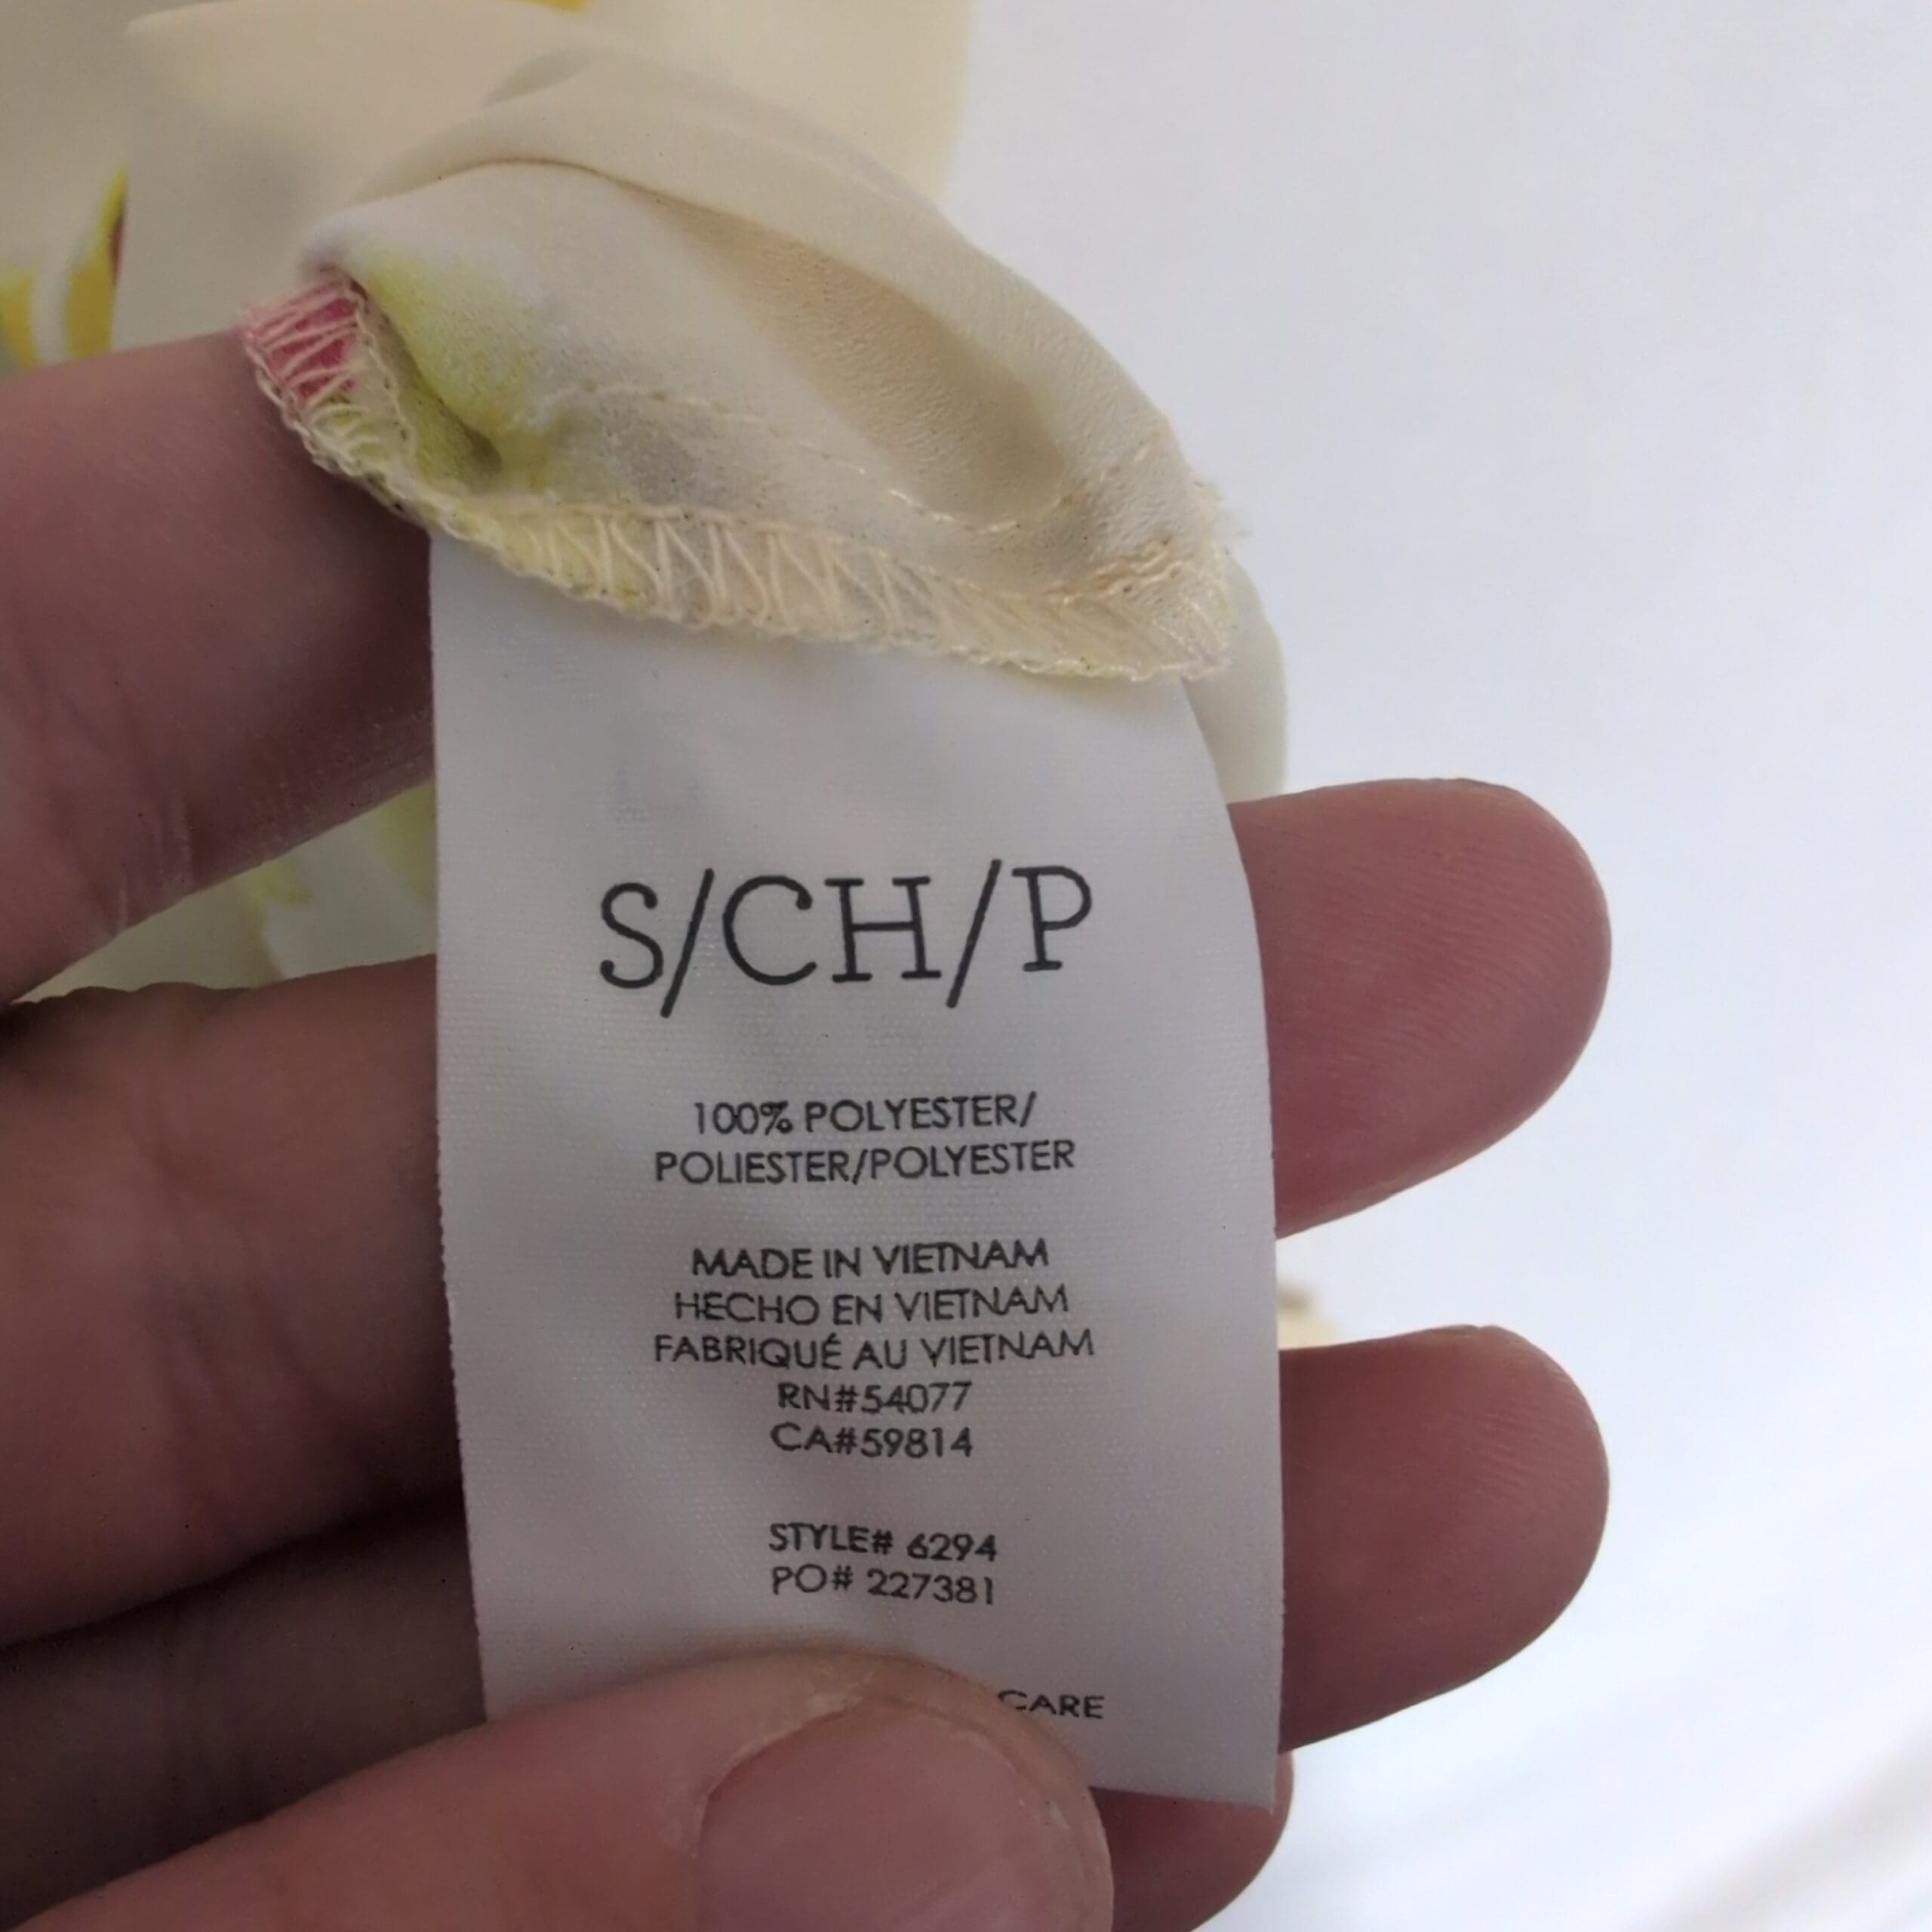 S/CH/P
100% POLYESTER/
POLIESTER/POLYESTER
MADE IN VIETNAM
HECHO EN VIETNAM
FABRIQUÉ AU VIETNAM
RN#54077
CA#59814
STYLE# 6294
PO# 227381
CARE